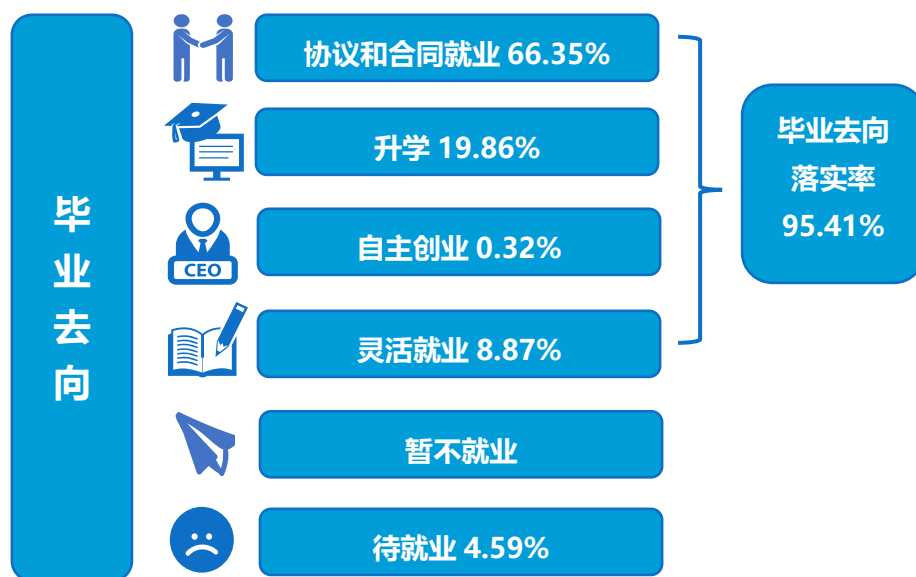 毕业去向
协议和合同就业 66.35%
升学 19.86%
CEO
自主创业 0.32%
灵活就业 8.87%
暂不就业
待就业 4.59%
毕业去向
落实率
95.41%